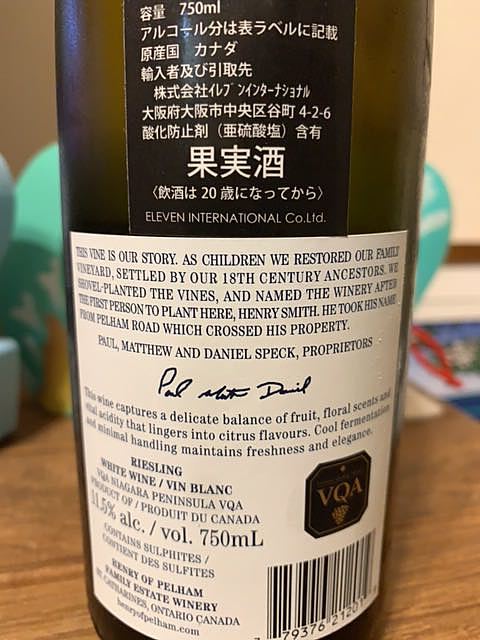 容量 750ml
アルコール分は表ラベルに記載
原産国 カナダ
輸入者及び引取先
株式会社ｲﾚﾌﾞﾝインターナショナル
大阪府大阪市中央区谷町 4-2-6
酸化防止剤（亜硫酸塩）含有
果実酒
〈飲酒は 20 歳になってから〉
ELEVEN INTERNATIONAL Co.Ltd.
THIS VINE IS OUR STORY. AS CHILDREN WE RESTORED OUR FAMILY
VINEYARD, SETTLED BY OUR 18TH CENTURY ANCESTORS. WE
SHOVEL-PLANTED THE VINES, AND NAMED THE WINERY AFTER
THE FIRST PERSON TO PLANT HERE, HENRY SMITH. HE TOOK HIS NAME
FROM PELHAM ROAD WHICH CROSSED HIS PROPERTY.
PAUL, MATTHEW AND DANIEL SPECK, PROPRIETORS
Paul Matthew Daniel
This wine captures a delicate balance of fruit, floral scents and
vital acidity that lingers into citrus flavours. Cool fermentation
and minimal handling maintains freshness and elegance.
RIESLING
WHITE WINE / VIN BLANC
VQA NIAGARA PENINSULA VQA
PRODUCT OF / PRODUIT DU CANADA
11.5% alc. / vol. 750mL
CONTAINS SULPHITES /
CONTIENT DES SULFITES
HENRY OF PELHAM
FAMILY ESTATE WINERY
ST. CATHARINES, ONTARIO CANADA
henryofpelham.com
VQA
79376 21201